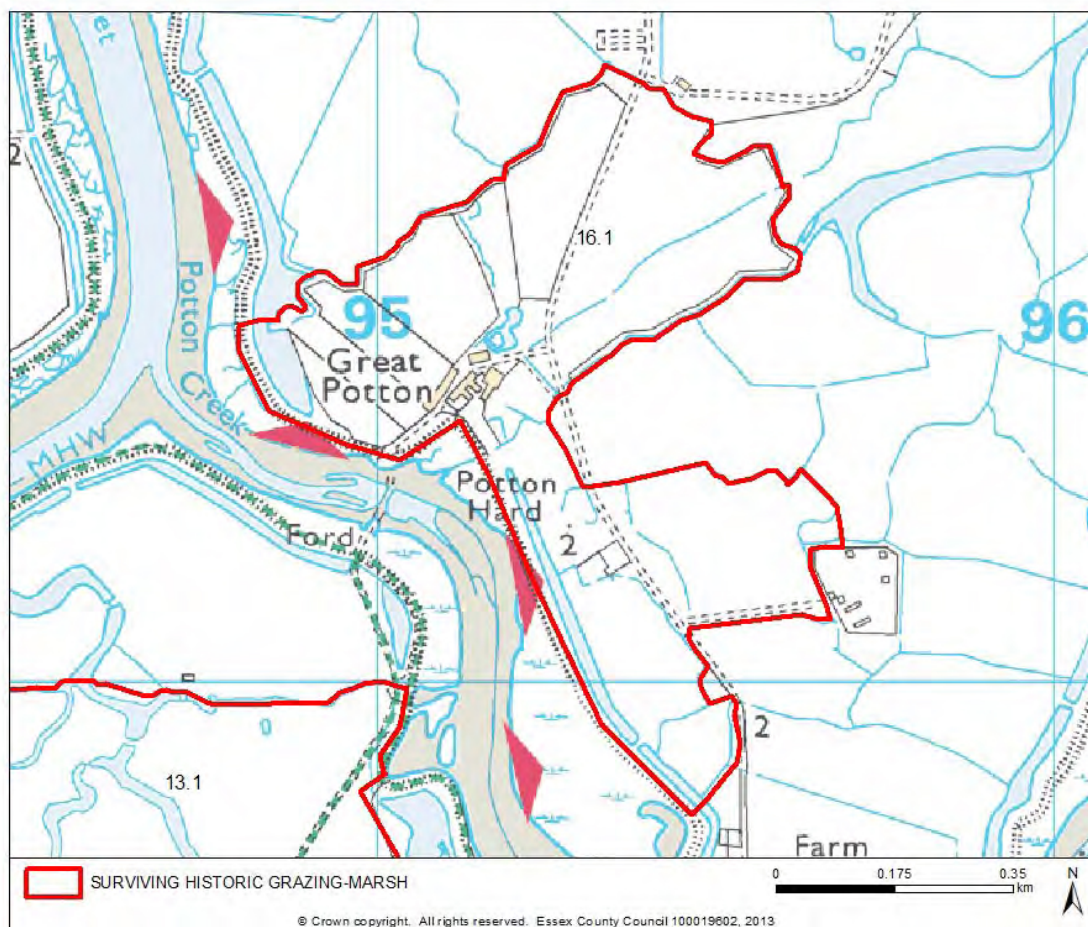 et
2
16.1
Potton Creek
95
96
Great
Potton
MHW
Potton
Hard
Ford
2
13.1
2
Farm
SURVIVING HISTORIC GRAZING-MARSH
0 0.175 0.35
km
N
© Crown copyright. All rights reserved. Essex County Council 100019602, 2013